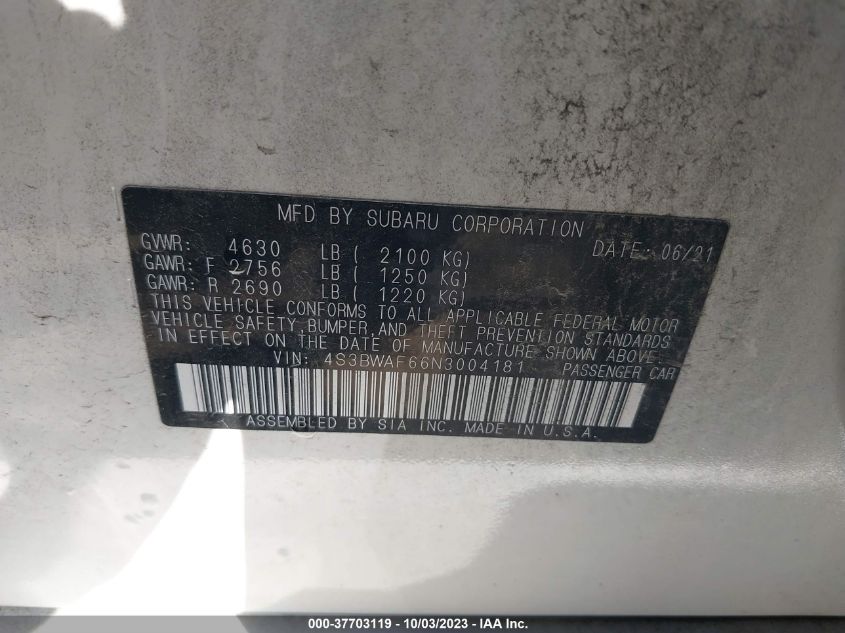 MFD BY SUBARU CORPORATION
DATE: 06/21
GVWR: 4630 LB ( 2100 KG)
GAWR: F 2756 LB ( 1250 KG)
GAWR: R 2690 LB ( 1220 KG)
THIS VEHICLE CONFORMS TO ALL APPLICABLE FEDERAL MOTOR
VEHICLE SAFETY,BUMPER,AND THEFT PREVENTION STANDARDS
IN EFFECT ON THE DATE OF MANUFACTURE SHOWN ABOVE.
VIN: 4S3BWAF66N3004181 PASSENGER CAR
ASSEMBLED BY SIA INC. MADE IN U.S.A.
000-37703119 - 10/03/2023 - © IAA Inc.